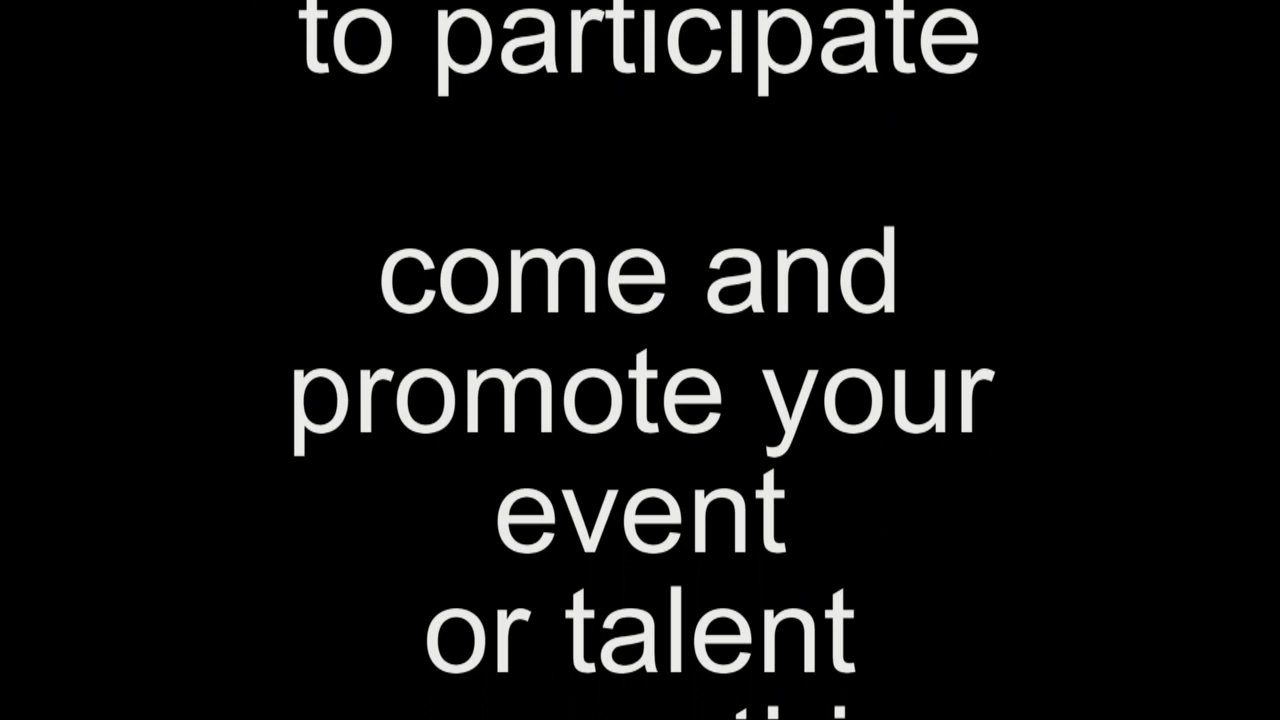 to participate
come and
promote your
event
or talent